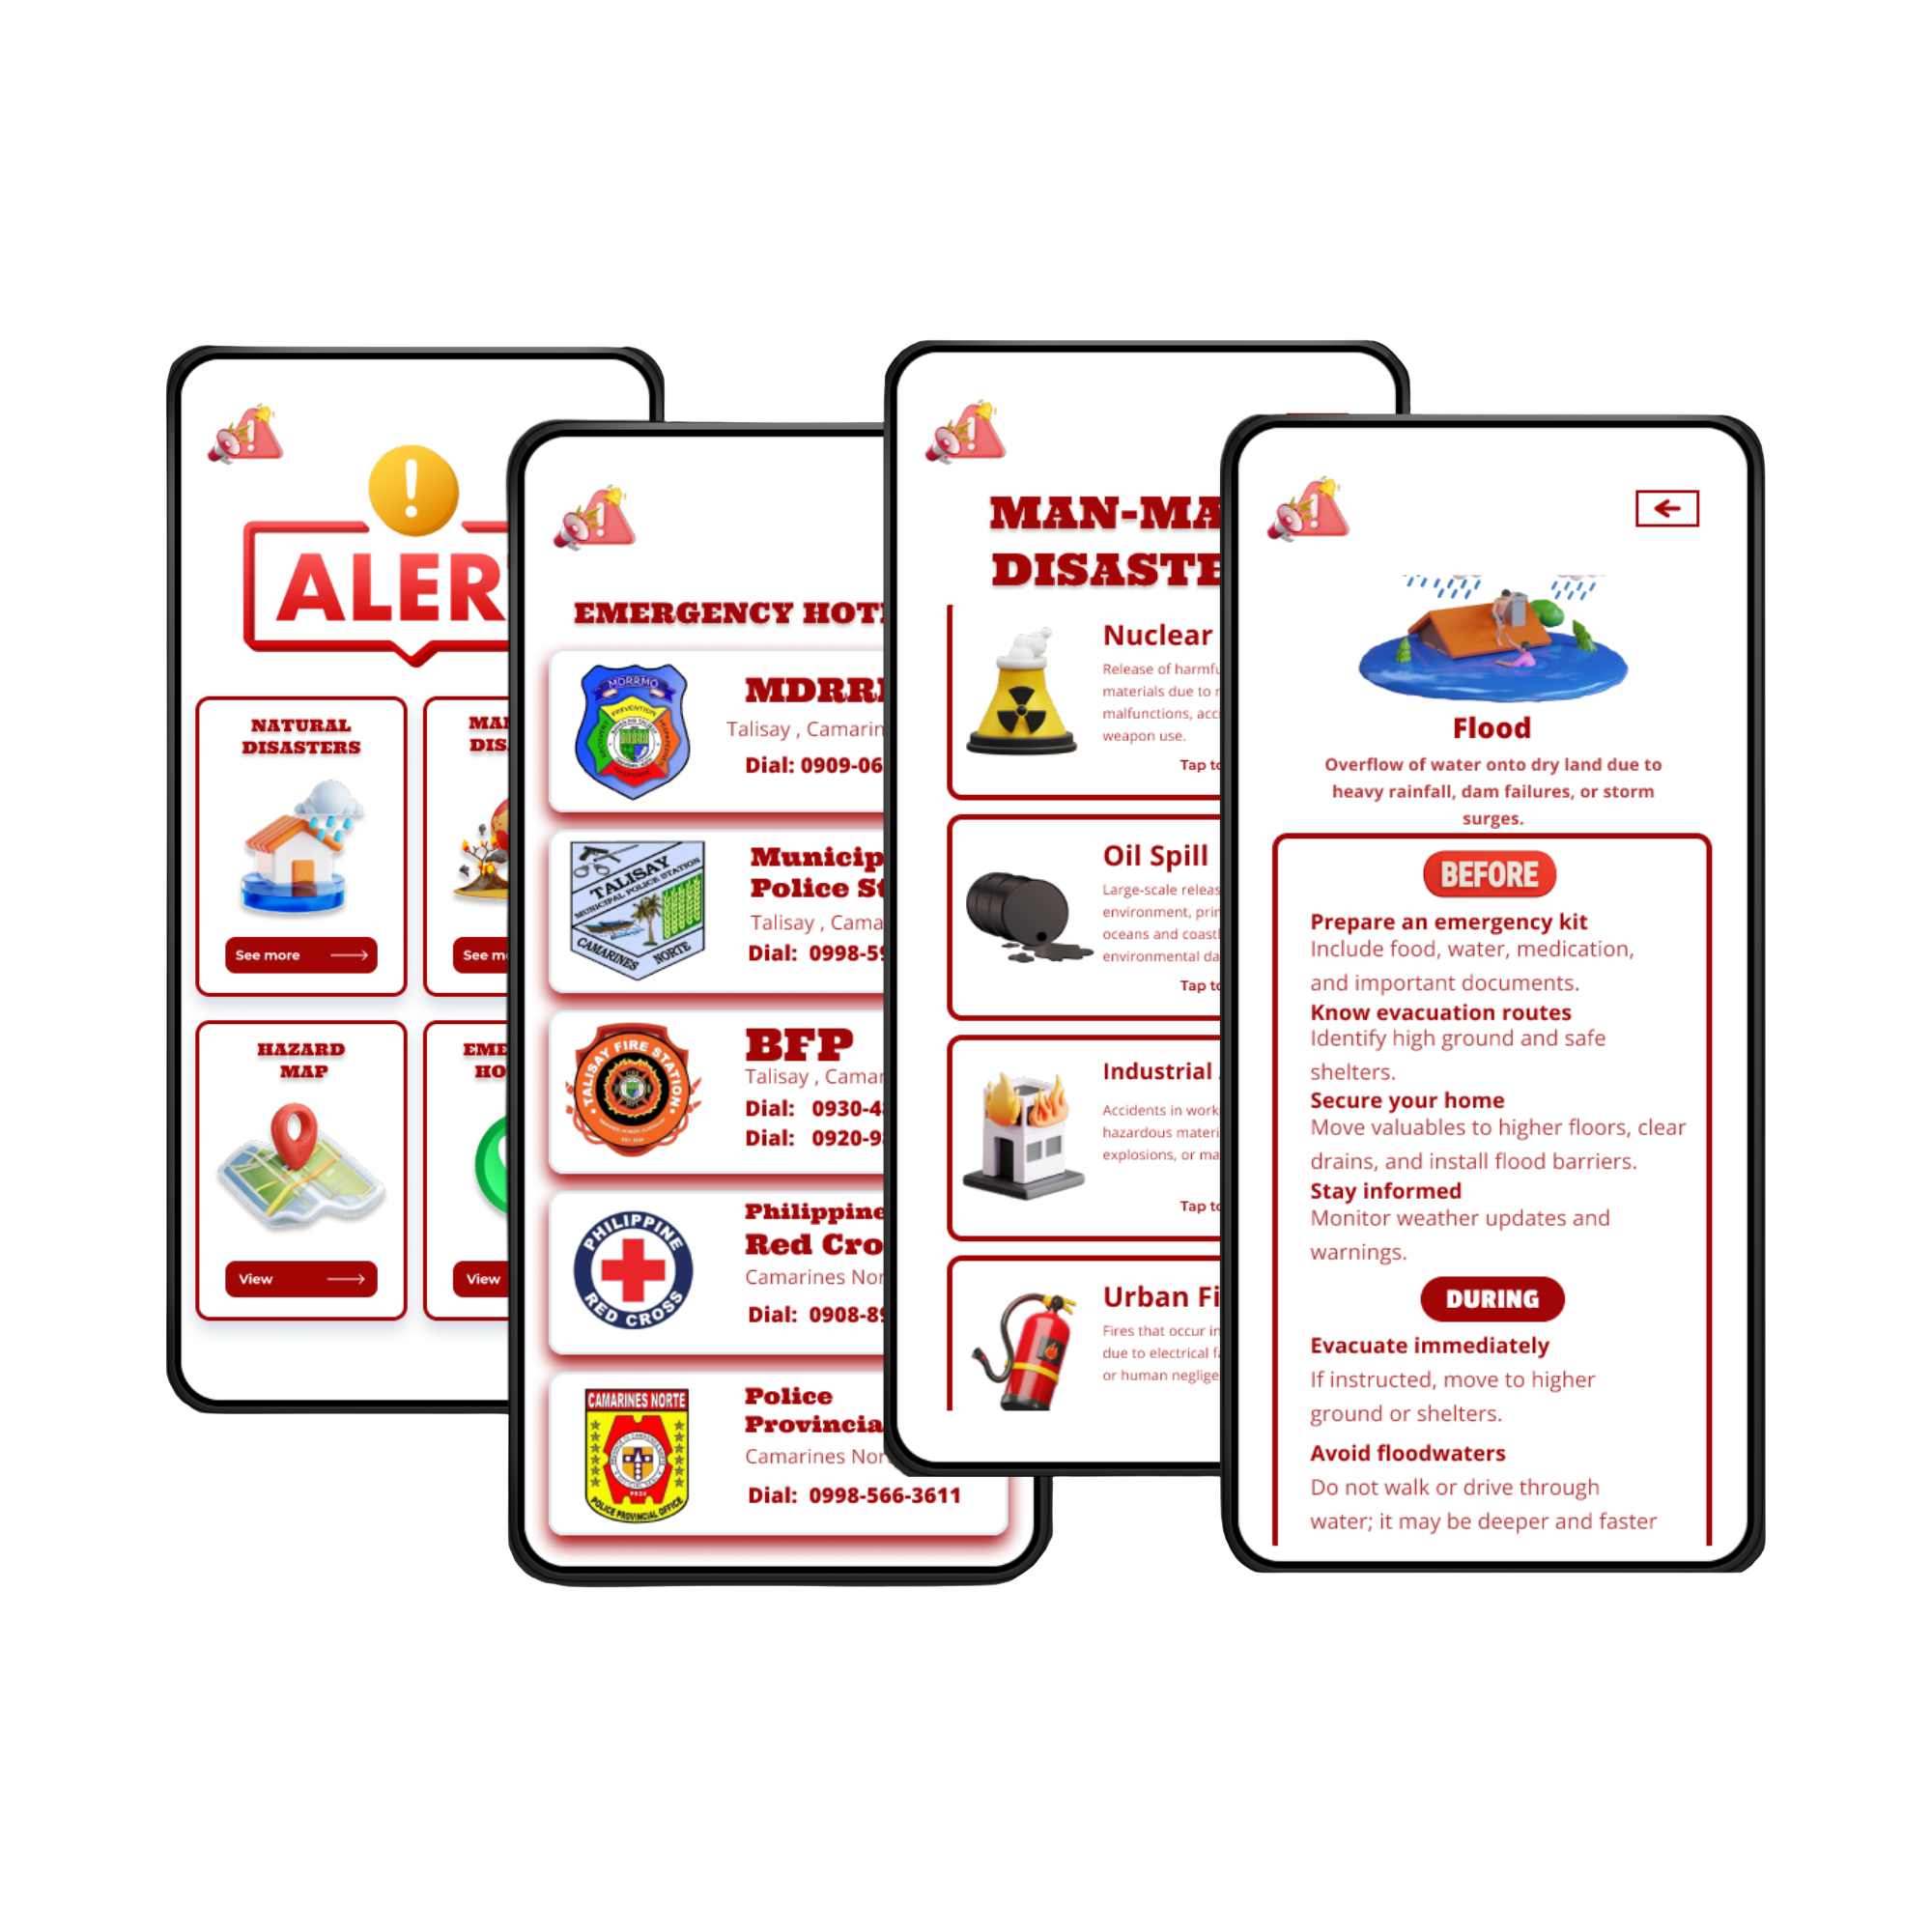 ALER
NATURAL
DISASTERS
See more
MAN
DIS
See m
HAZARD
MAP
View
EME
HO
View
EMERGENCY HOT
MDRRMO
PREVENTION
MDRR
Talisay , Camarin
Dial: 0909-06
TALISAY
MUNICIPAL POLICE STATION
CAMARINES NORTE
Municip
Police St
Talisay , Cama
Dial: 0998-59
TALISAY FIRE STATION
BFP
Talisay , Camar
Dial: 0930-4
Dial: 0920-9
PHILIPPINE
RED CROSS
Philippine
Red Cro
Camarines Nor
Dial: 0908-89
CAMARINES NORTE
POLICE PROVINCIAL OFFICE
Police
Provincia
Camarines Nor
Dial: 0998-566-3611
MAN-MA
DISASTE
Nuclear
Release of harmfu
materials due to r
malfunctions, acci
weapon use.
Tap to
Oil Spill
Large-scale releas
environment, prin
oceans and coastl
environmental da
Tap to
Industrial
Accidents in work
hazardous materi
explosions, or ma
Tap to
Urban Fi
Fires that occur in
due to electrical fa
or human neglige
Flood
Overflow of water onto dry land due to
heavy rainfall, dam failures, or storm
surges.
BEFORE
Prepare an emergency kit
Include food, water, medication,
and important documents.
Know evacuation routes
Identify high ground and safe
shelters.
Secure your home
Move valuables to higher floors, clear
drains, and install flood barriers.
Stay informed
Monitor weather updates and
warnings.
DURING
Evacuate immediately
If instructed, move to higher
ground or shelters.
Avoid floodwaters
Do not walk or drive through
water; it may be deeper and faster